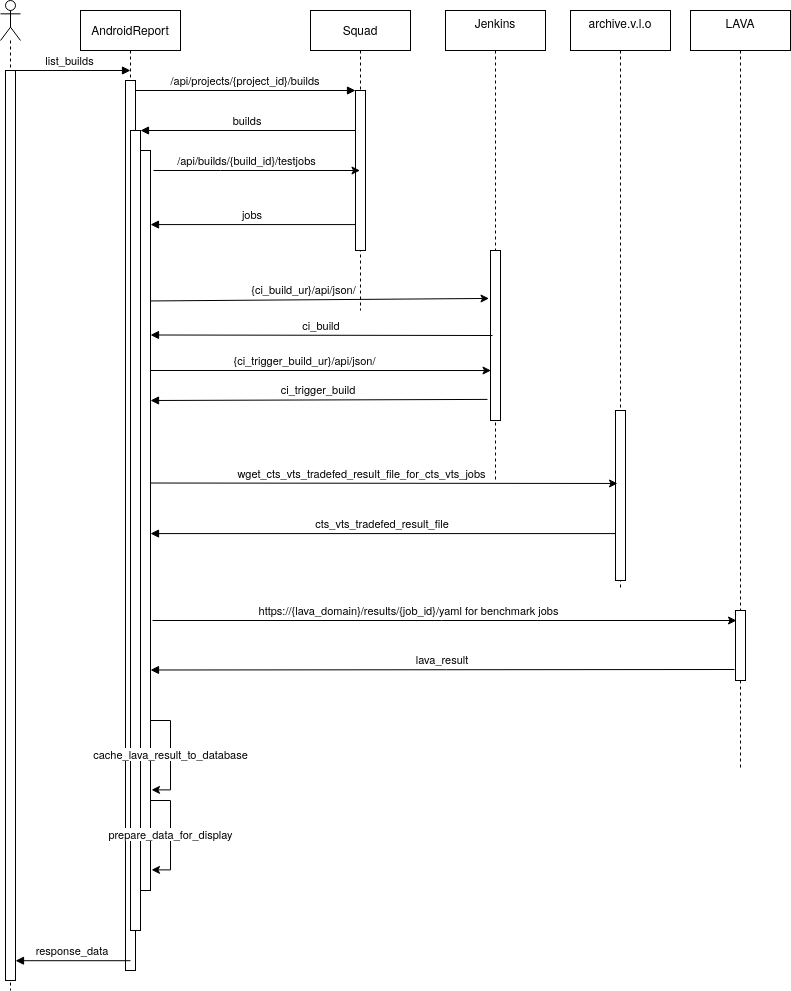 AndroidReport
Squad
Jenkins
archive.v.l.o
LAVA
list_builds
/api/projects/{project_id}/builds
builds
/api/builds/{build_id}/testjobs
jobs
{ci_build_ur}/api/json/
ci_build
{ci_trigger_build_ur}/api/json/
ci_trigger_build
wget_cts_vts_tradefed_result_file_for_cts_vts_jobs
cts_vts_tradefed_result_file
https://{lava_domain}/results/{job_id}/yaml for benchmark jobs
lava_result
cache_lava_result_to_database
prepare_data_for_display
response_data